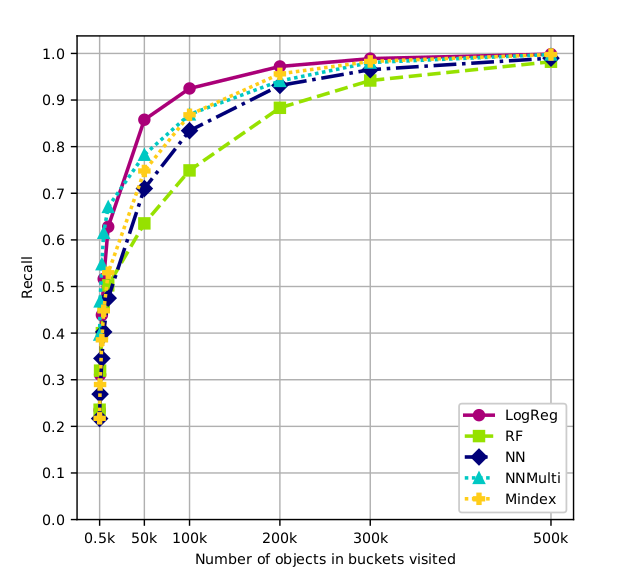 1.0
0.9
0.8
0.7
0.6
0.5
0.4
0.3
0.2
0.1
0.0
Recall
0.5k 50k 100k 200k 300k 500k
Number of objects in buckets visited
LogReg
RF
NN
NNMulti
Mindex